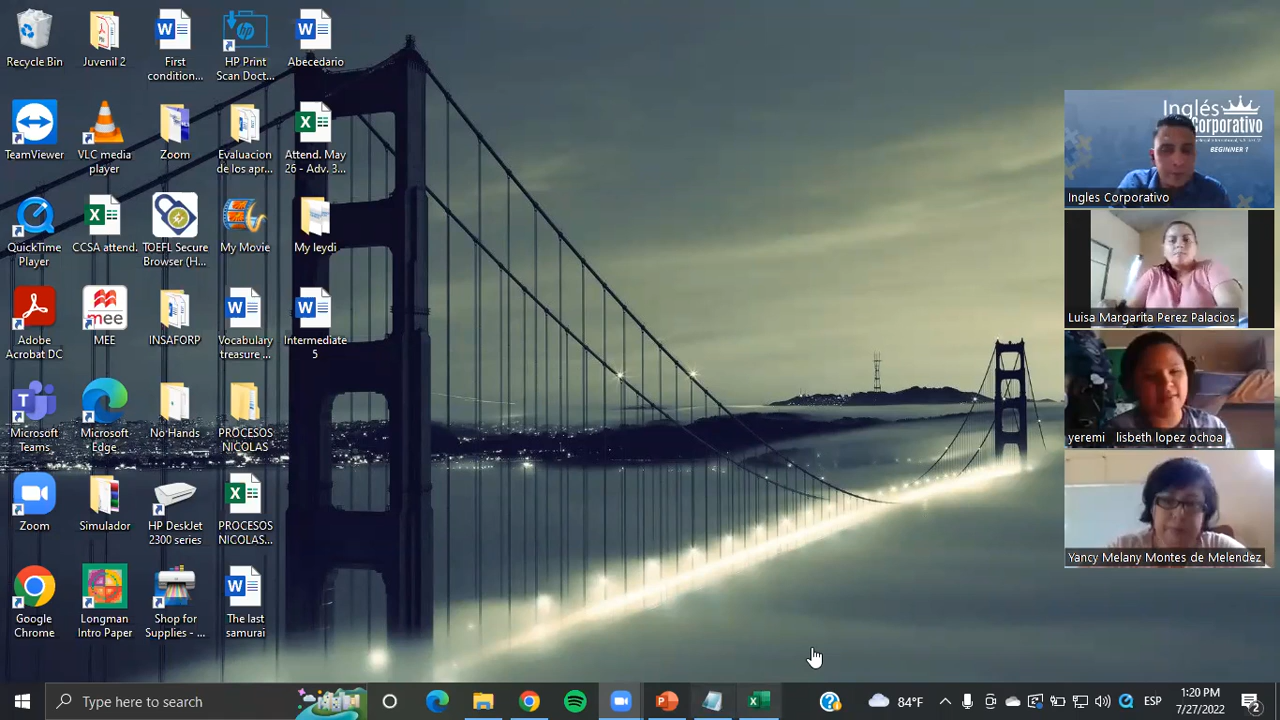 Recycle Bin
Juvenil 2
First
condition...
HP Print
Scan Doct...
Abecedario
TeamViewer
VLC media
player
Zoom
Evaluacion
de los apr...
Attend. May
26 - Adv. 3...
QuickTime
Player
CCSA attend.
TOEFL Secure
Browser (H...
My Movie
My leydi
Adobe
Acrobat DC
mee
MEE
INSAFORP
Vocabulary
treasure ...
Intermediate
5
Microsoft
Teams
Microsoft
Edge
No Hands
PROCESOS
NICOLAS
Zoom
Simulador
HP DeskJet
2300 series
PROCESOS
NICOLAS...
Google
Chrome
Longman
Intro Paper
Shop for
Supplies - ...
The last
samurai
Inglés
Corporativo
BEGINNER 1
Ingles Corporativo
Luisa Margarita Perez Palacios
yeremi lisbeth lopez ochoa
Yancy Melany Montes de Melendez
Type here to search
84°F
ESP
1:20 PM
7/27/2022
2